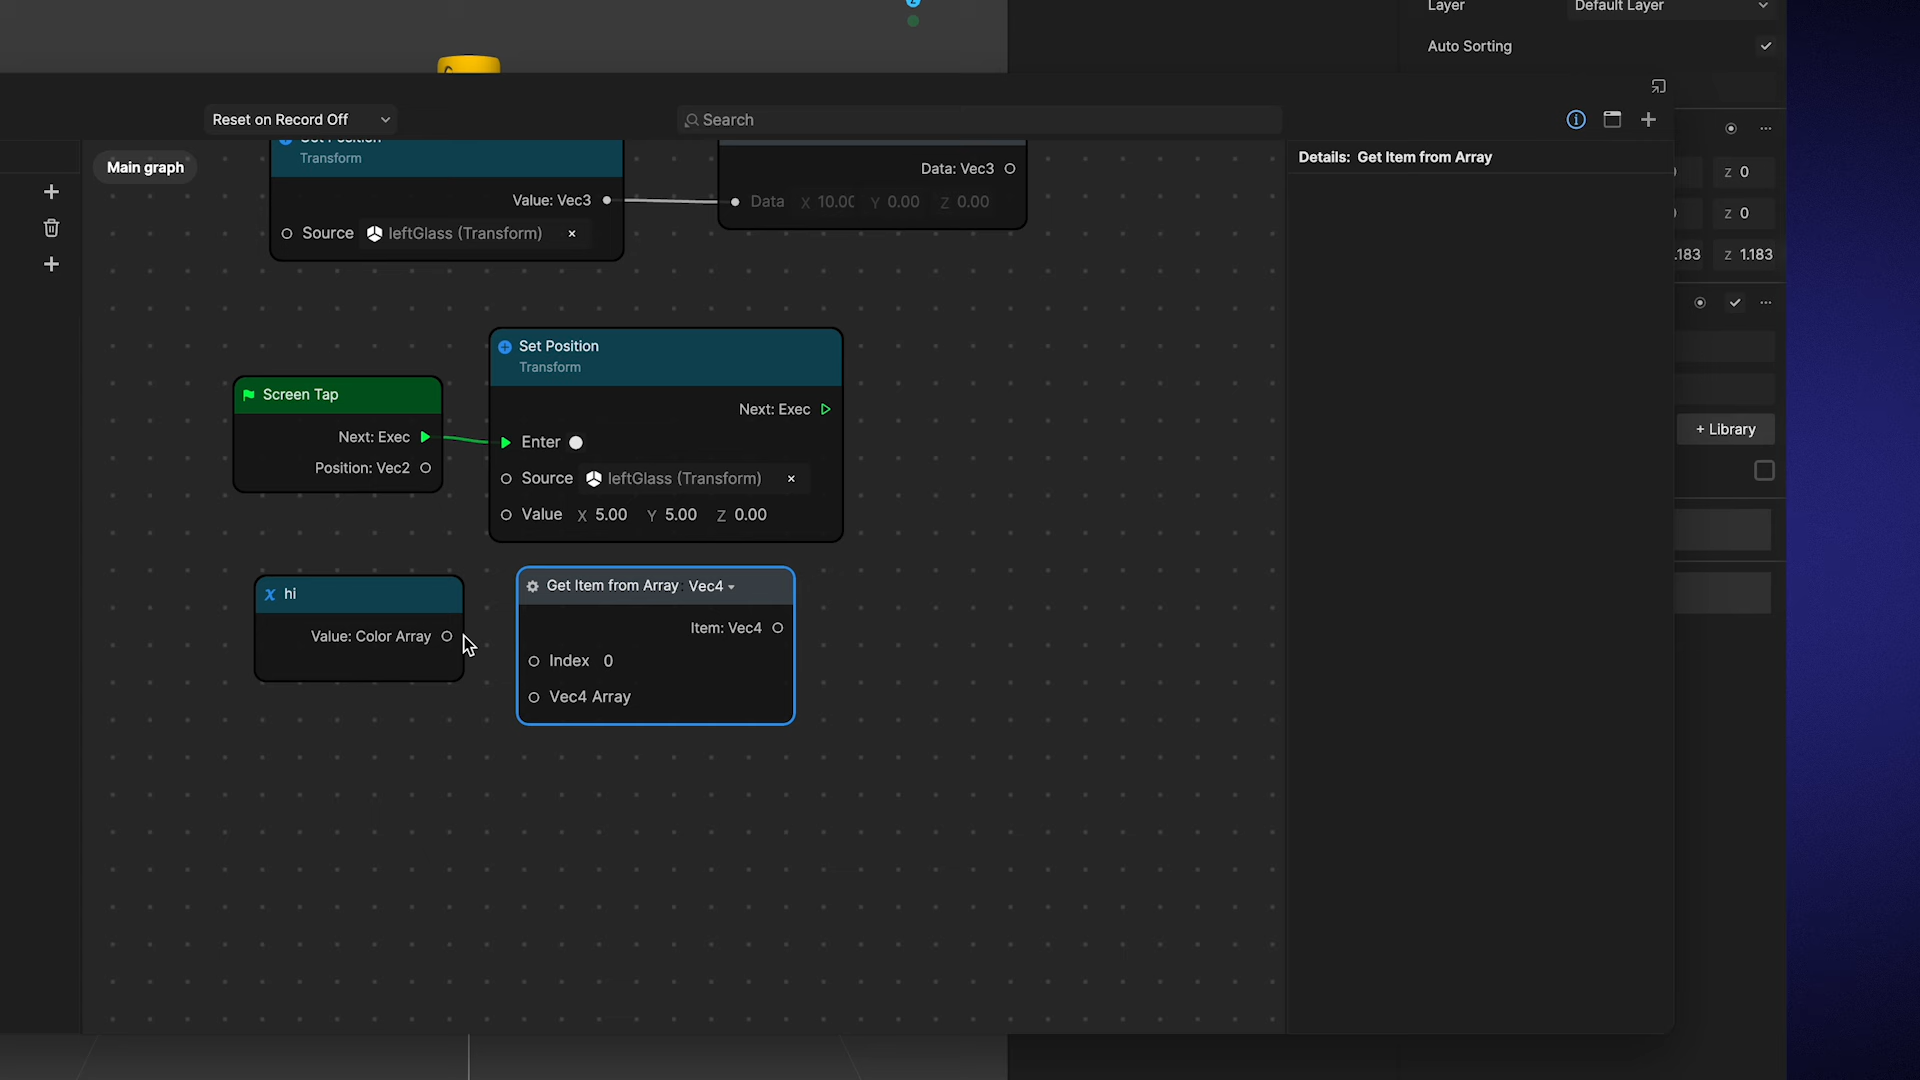 Layer
Default Layer
Auto Sorting
Reset on Record Off
Search
Main graph
Set Position
Transform
Value: Vec3
Source leftGlass (Transform) ×
Data: Vec3
Data X 10.00 Y 0.00 Z 0.00
Details: Get Item from Array
Z 0
Z 0
.183 Z 1.183
+ Library
Set Position
Transform
Next: Exec
Enter
Source leftGlass (Transform) ×
Value X 5.00 Y 5.00 Z 0.00
Screen Tap
Next: Exec
Position: Vec2
x hi
Value: Color Array
Get Item from Array Vec4
Item: Vec4
Index 0
Vec4 Array